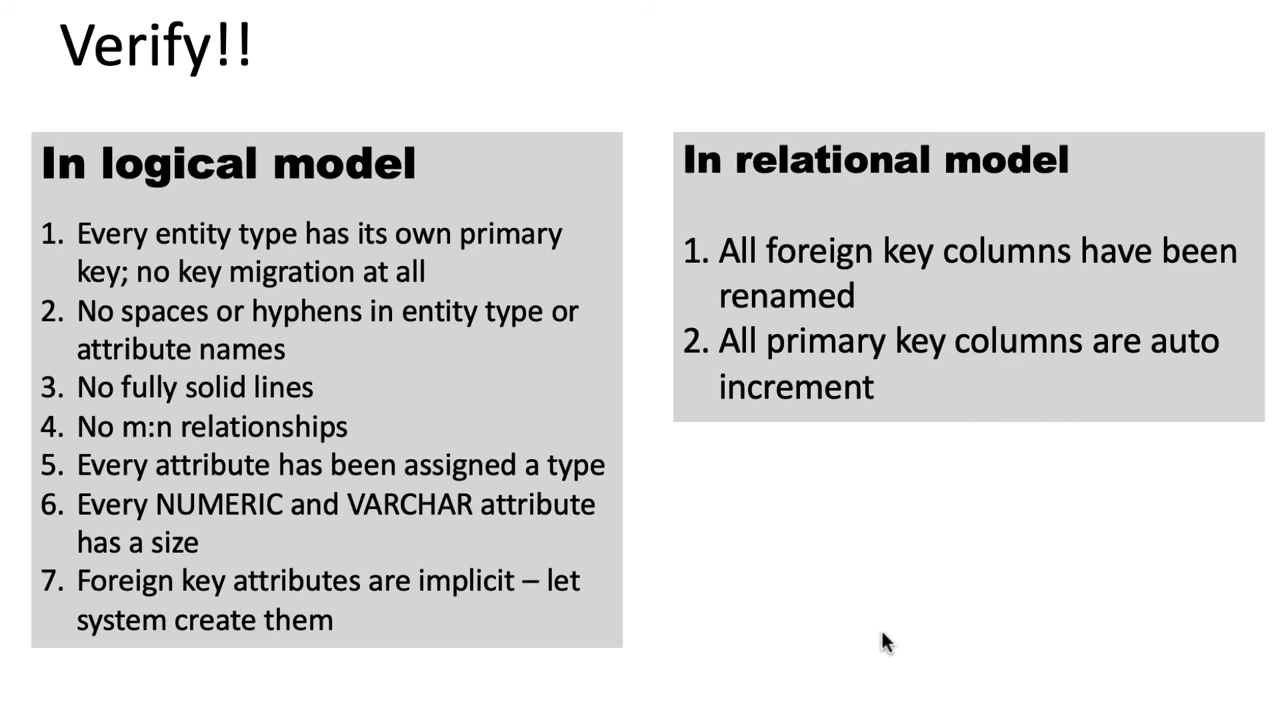 Verify!!
In logical model
1. Every entity type has its own primary
key; no key migration at all
2. No spaces or hyphens in entity type or
attribute names
3. No fully solid lines
4. No m:n relationships
5. Every attribute has been assigned a type
6. Every NUMERIC and VARCHAR attribute
has a size
7. Foreign key attributes are implicit – let
system create them
In relational model
1. All foreign key columns have been
renamed
2. All primary key columns are auto
increment